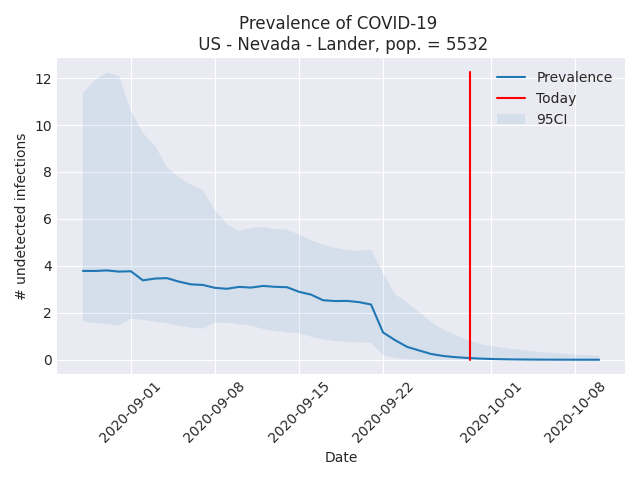 Prevalence of COVID-19
US - Nevada - Lander, pop. = 5532
12
10
8
6
4
2
0
# undetected infections
Prevalence
Today
95CI
2020-09-01
2020-09-08
2020-09-15
2020-09-22
2020-10-01
2020-10-08
Date